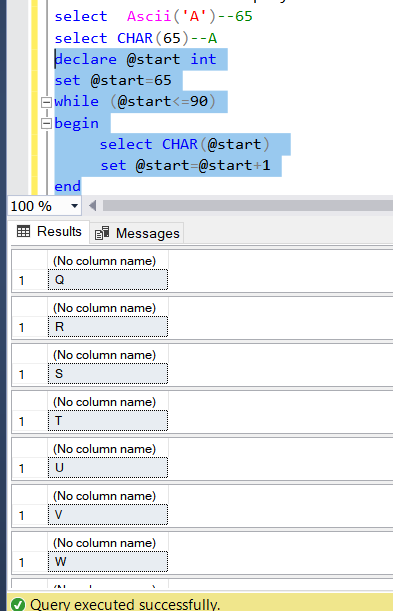 select  Ascii('A')--65
select CHAR(65)--A
declare @start int
set @start=65
while (@start<=90)
begin
select CHAR(@start)
set @start=@start+1
end
100 %
Results Messages
(No column name)
1 Q
(No column name)
1 R
(No column name)
1 S
(No column name)
1 T
(No column name)
1 U
(No column name)
1 V
(No column name)
1 W
Query executed successfully.